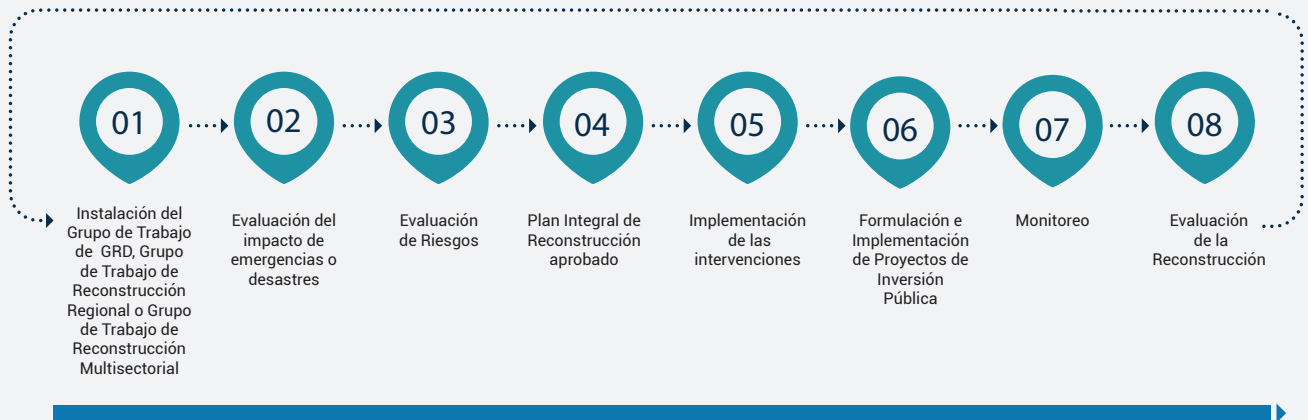 01
02
03
04
05
06
07
08
Instalación del
Grupo de Trabajo
de GRD, Grupo
de Trabajo de
Reconstrucción
Regional o Grupo
de Trabajo de
Reconstrucción
Multisectorial
Evaluación del
impacto de
emergencias o
desastres
Evaluación
de Riesgos
Plan Integral de
Reconstrucción
aprobado
Implementación
de las
intervenciones
Formulación e
Implementación
de Proyectos de
Inversión
Pública
Monitoreo
Evaluación
de la
Reconstrucción